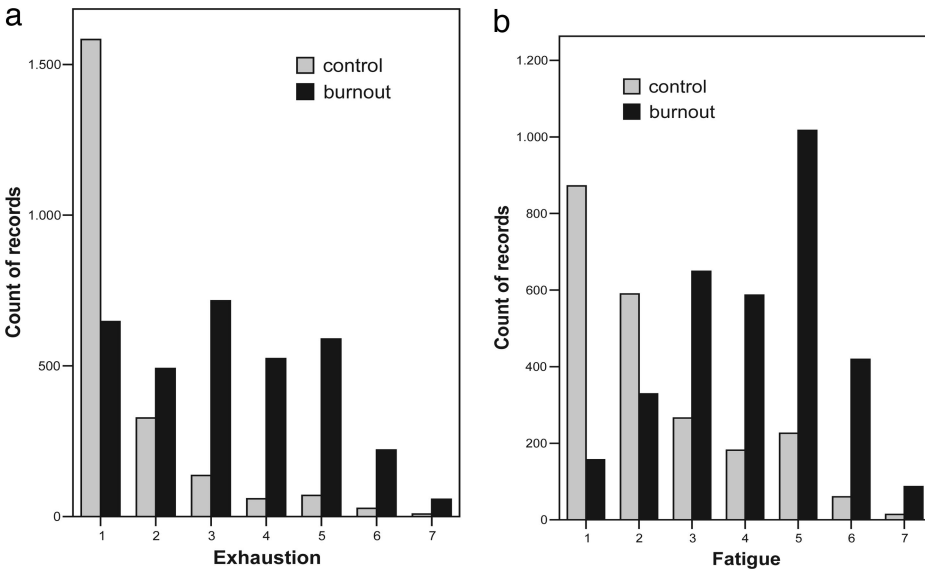 a
control
burnout
1.500
1.000
500
0
Count of records
1 2 3 4 5 6 7
Exhaustion
b
control
burnout
1.200
1.000
800
600
400
200
0
Count of records
1 2 3 4 5 6 7
Fatigue